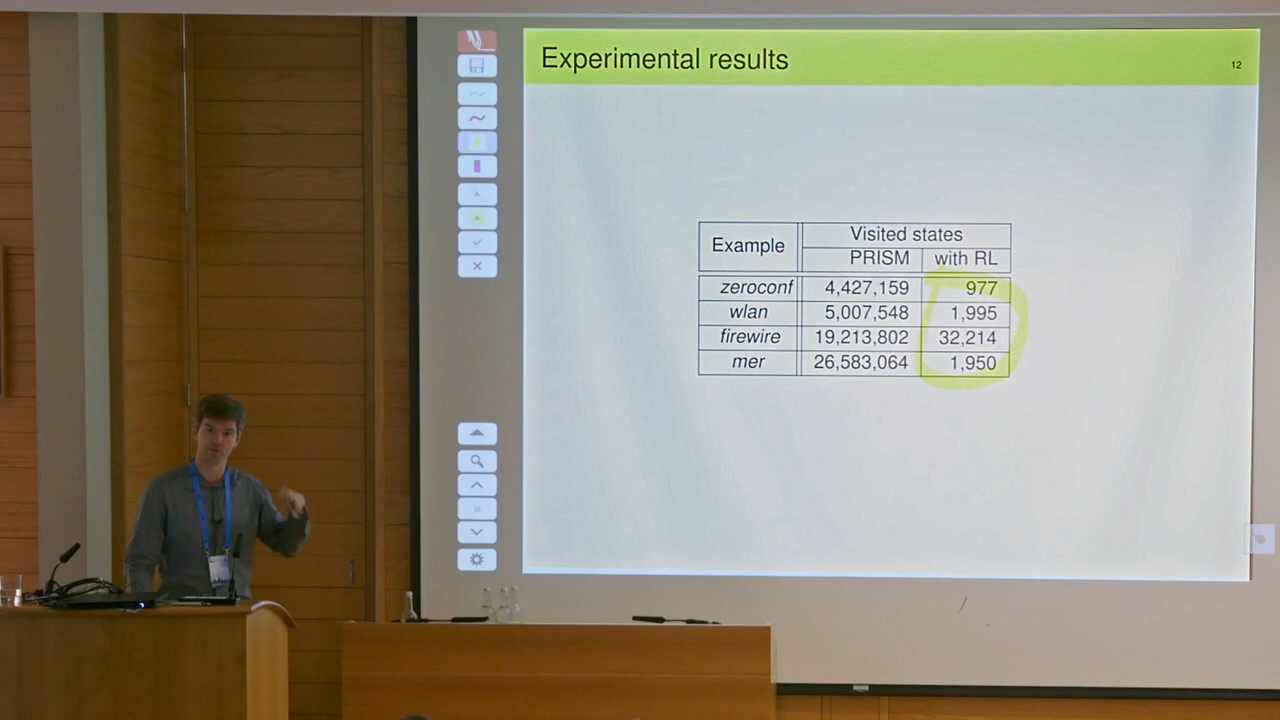 Experimental results
12
Example
Visited states
PRISM with RL
zeroconf 4,427,159 977
wlan 5,007,548 1,995
firewire 19,213,802 32,214
mer 26,583,064 1,950